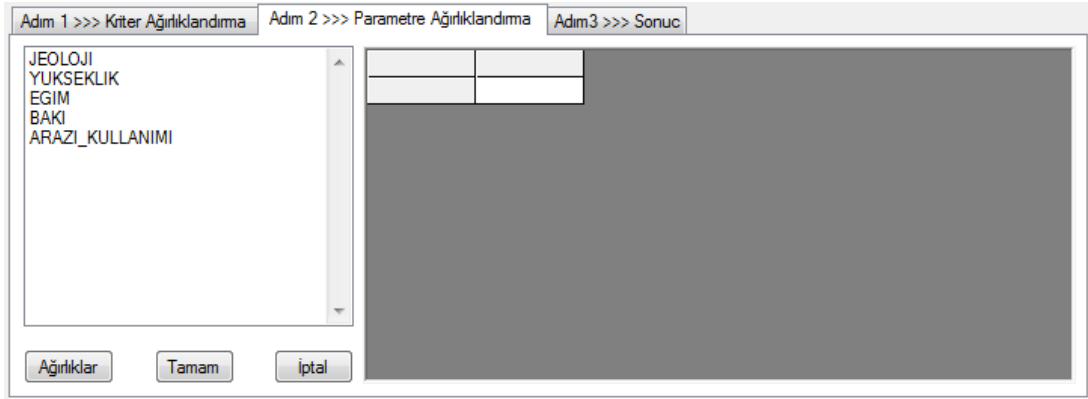 Adım 1 >>> Kriter Ağırlıklandırma
Adım 2 >>> Parametre Ağırlıklandırma
Adım3 >>> Sonuc
JEOLOJI
YUKSEKLIK
EGIM
BAKI
ARAZI_KULLANIMI
Ağırlıklar
Tamam
İptal